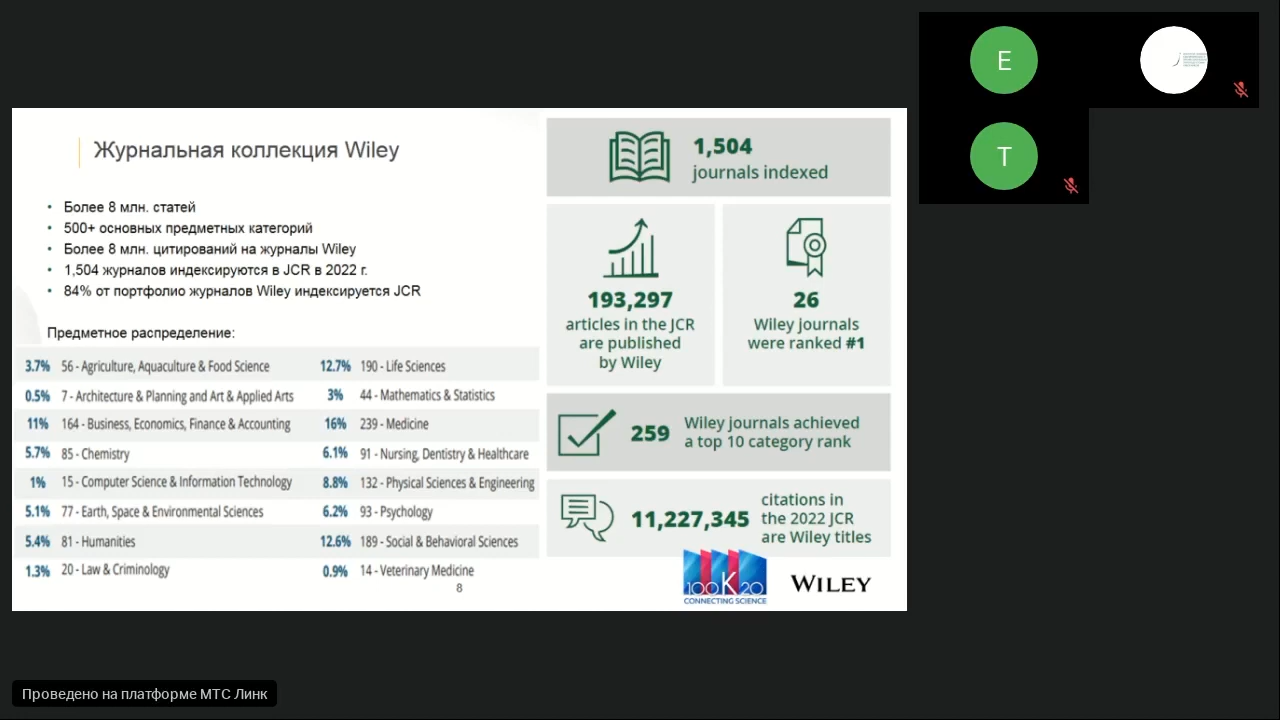 Журнальная коллекция Wiley
• Более 8 млн. статей
• 500+ основных предметных категорий
• Более 8 млн. цитирований на журналы Wiley
• 1,504 журналов индексируются в JCR в 2022 г.
• 84% от портфолио журналов Wiley индексируется JCR
Предметное распределение:
3.7% 56 - Agriculture, Aquaculture & Food Science
0.5% 7 - Architecture & Planning and Art & Applied Arts
11% 164 - Business, Economics, Finance & Accounting
5.7% 85 - Chemistry
1% 15 - Computer Science & Information Technology
5.1% 77 - Earth, Space & Environmental Sciences
5.4% 81 - Humanities
1.3% 20 - Law & Criminology
12.7% 190 - Life Sciences
3% 44 - Mathematics & Statistics
16% 239 - Medicine
6.1% 91 - Nursing, Dentistry & Healthcare
8.8% 132 - Physical Sciences & Engineering
6.2% 93 - Psychology
12.6% 189 - Social & Behavioral Sciences
0.9% 14 - Veterinary Medicine
8
1,504
journals indexed
193,297
articles in the JCR
are published
by Wiley
26
Wiley journals
were ranked #1
259
Wiley journals achieved
a top 10 category rank
11,227,345
citations in
the 2022 JCR
are Wiley titles
100K20
CONNECTING SCIENCE
WILEY
E
T
Проведено на платформе МТС Линк